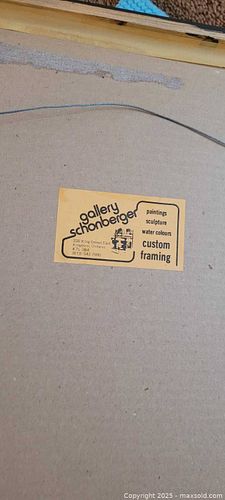 gallery
schonberger
paintings
sculpture
water colours
custom
framing
Copyright 2025 - maxsold.com